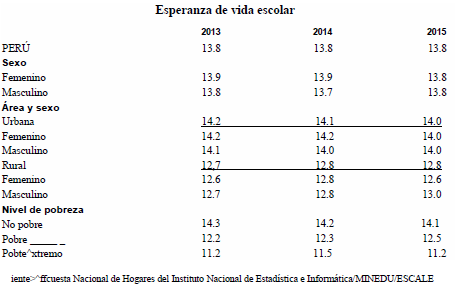 Esperanza de vida escolar
2013 2014 2015
PERÚ 13.8 13.8 13.8
Sexo
Femenino 13.9 13.9 13.8
Masculino 13.8 13.7 13.8
Área y sexo
Urbana 14.2 14.1 14.0
Femenino 14.2 14.2 14.0
Masculino 14.1 14.0 14.0
Rural 12,7 12.8 12.8
Femenino 12.6 12.8 12.6
Masculino 12.7 12.8 13.0
Nivel de pobreza
No pobre 14.3 14.2 14.1
Pobre _____ _ 12.2 12.3 12.5
Pobte^xtremo 11.2 11.5 11.2
iente>^ffcuesta Nacional de Hogares del Instituto Nacional de Estadística e Informática/MINEDU/ESCALE